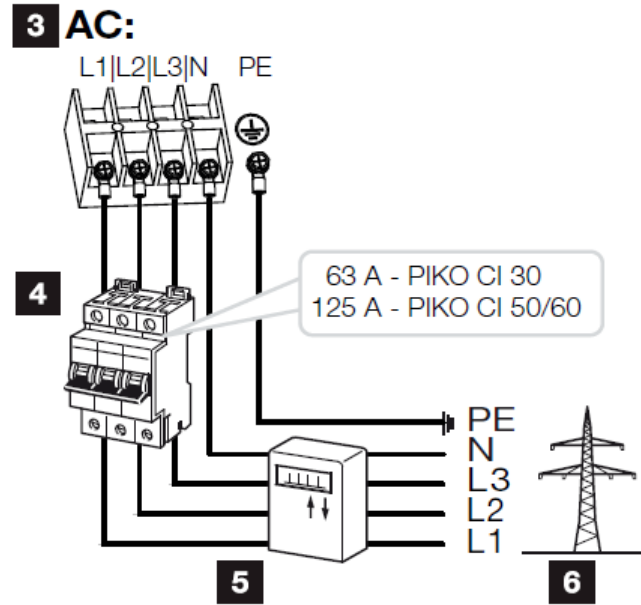 3 AC:
L1|L2|L3|N PE
4
63 A - PIKO CI 30
125 A - PIKO CI 50/60
PE
N
L3
L2
L1
5
6